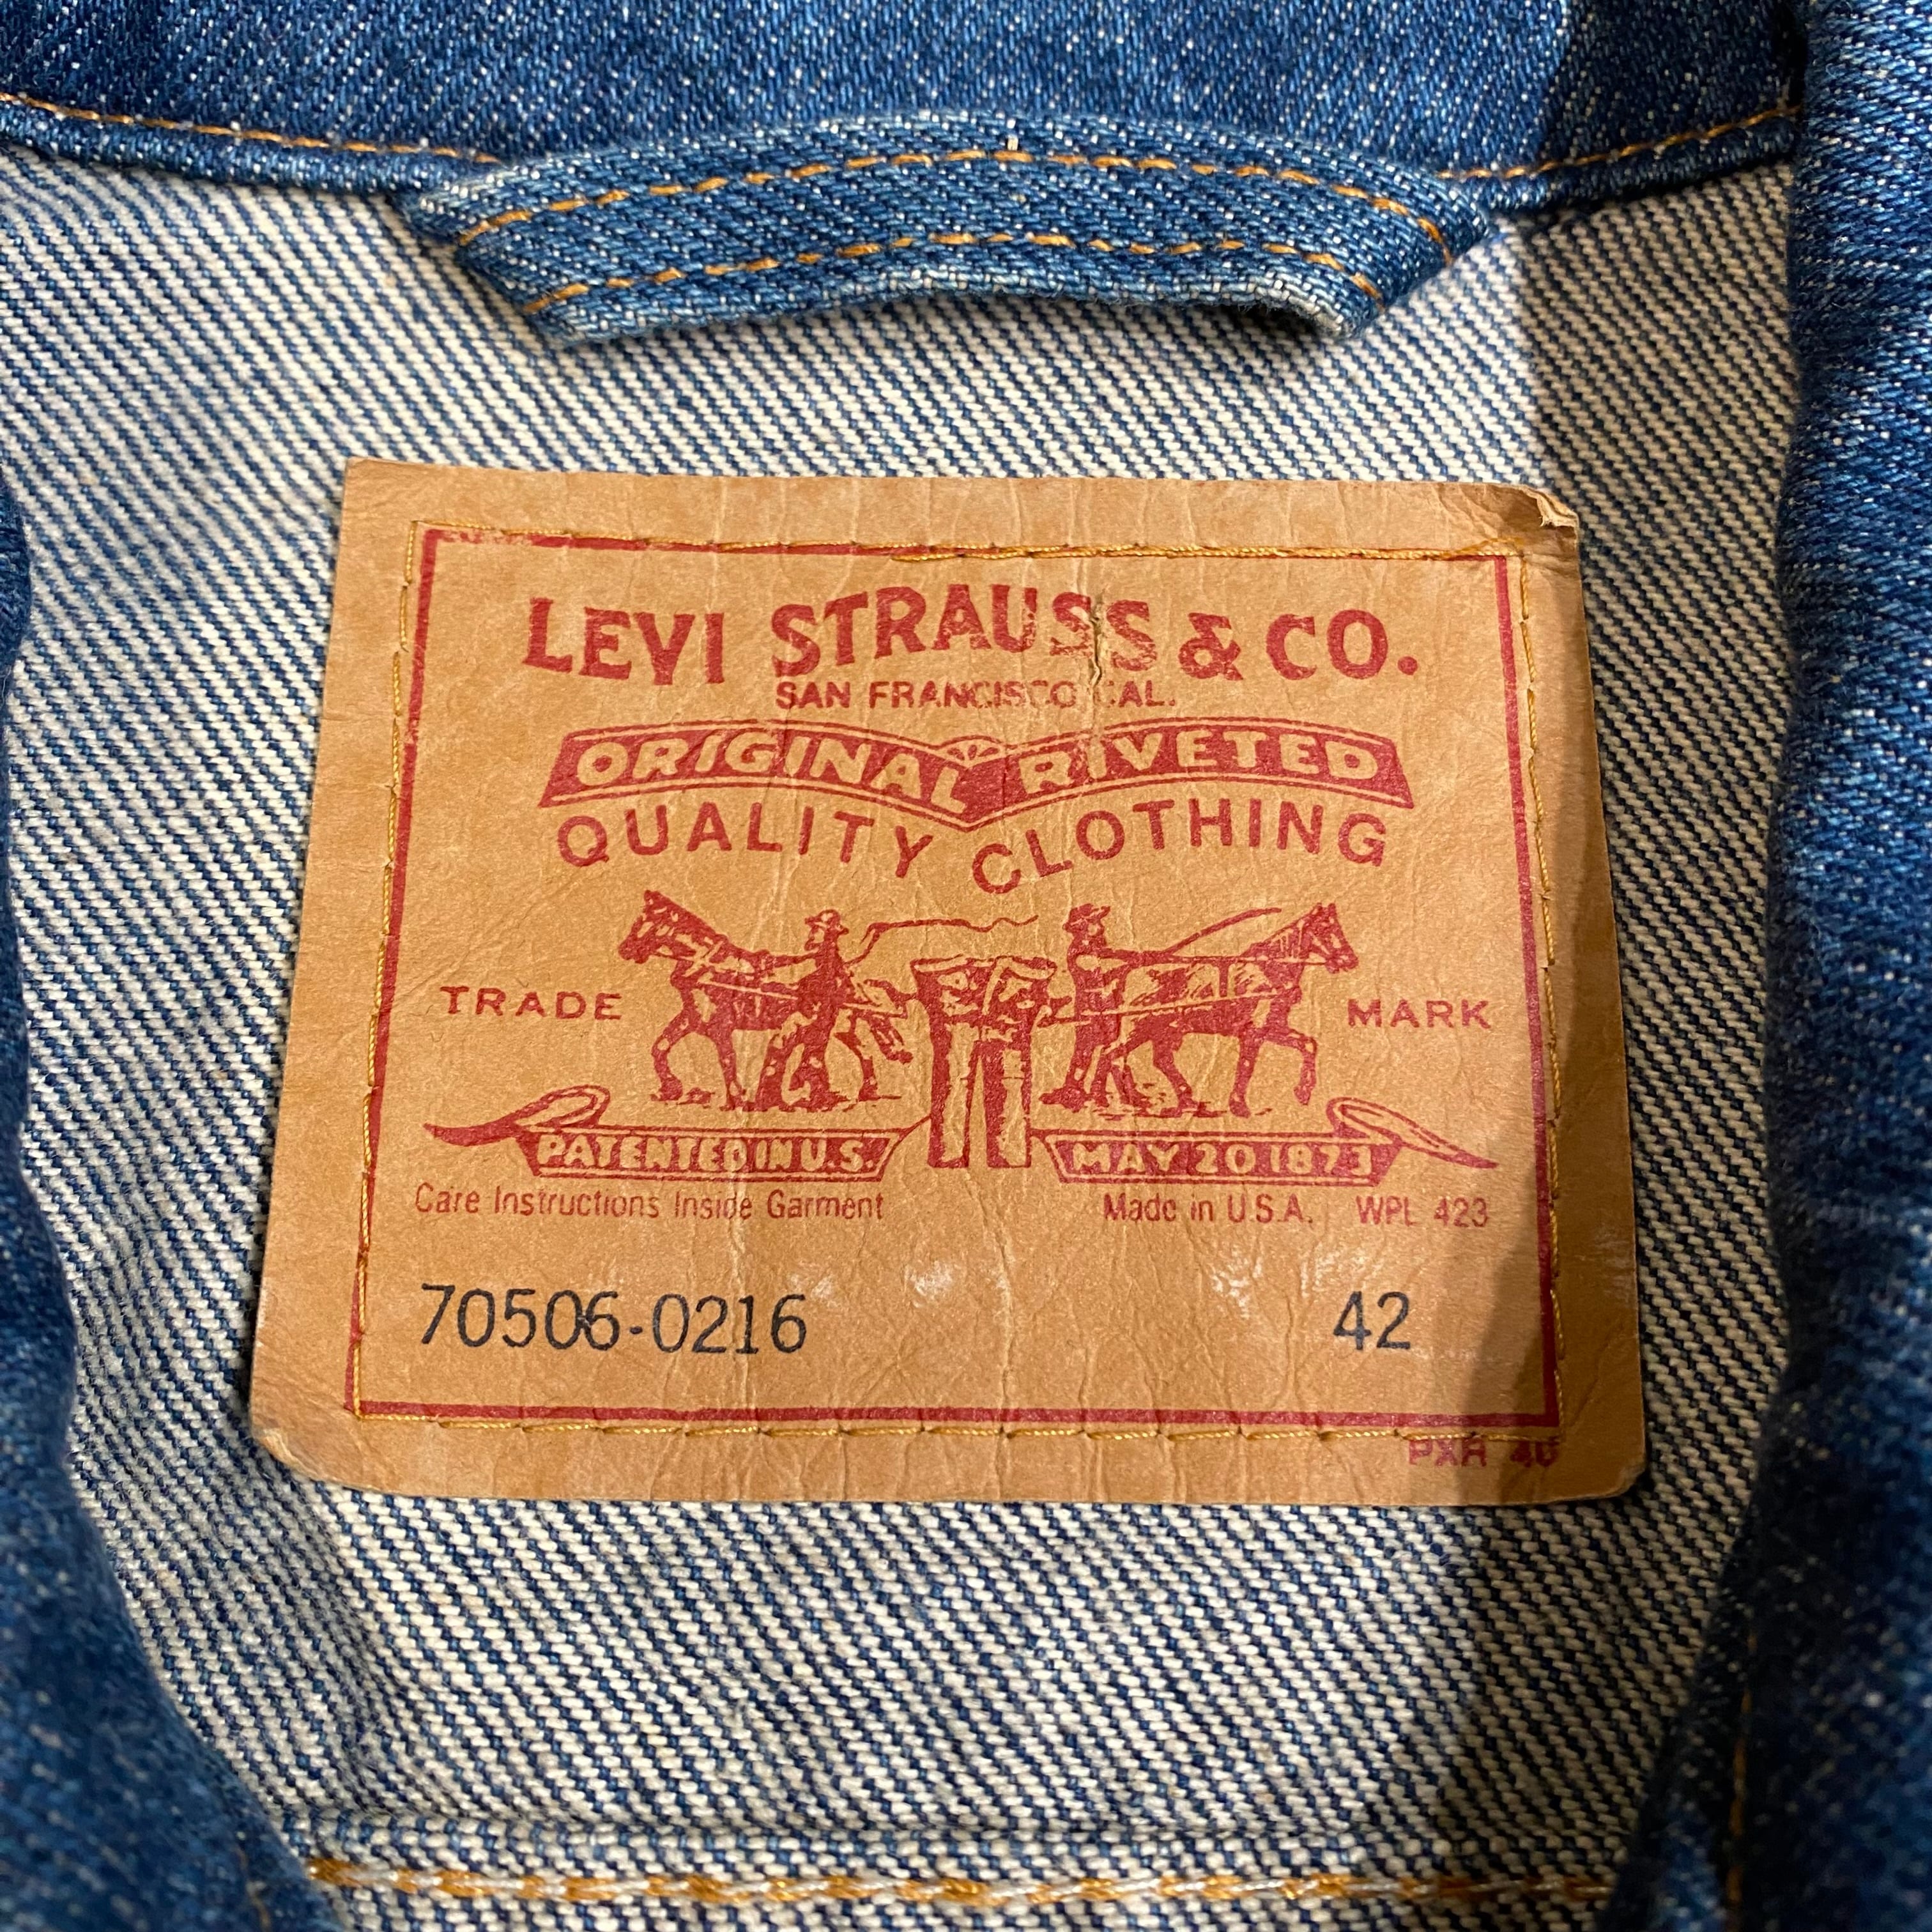 LEVI STRAUSS & CO.
SAN FRANCISCO CAL.
ORIGINAL RIVETED
QUALITY CLOTHING
TRADE MARK
PATENTED IN U.S. MAY 20 1873
Care Instructions Inside Garment Made in U.S.A. WPL 423
70506-0216 42